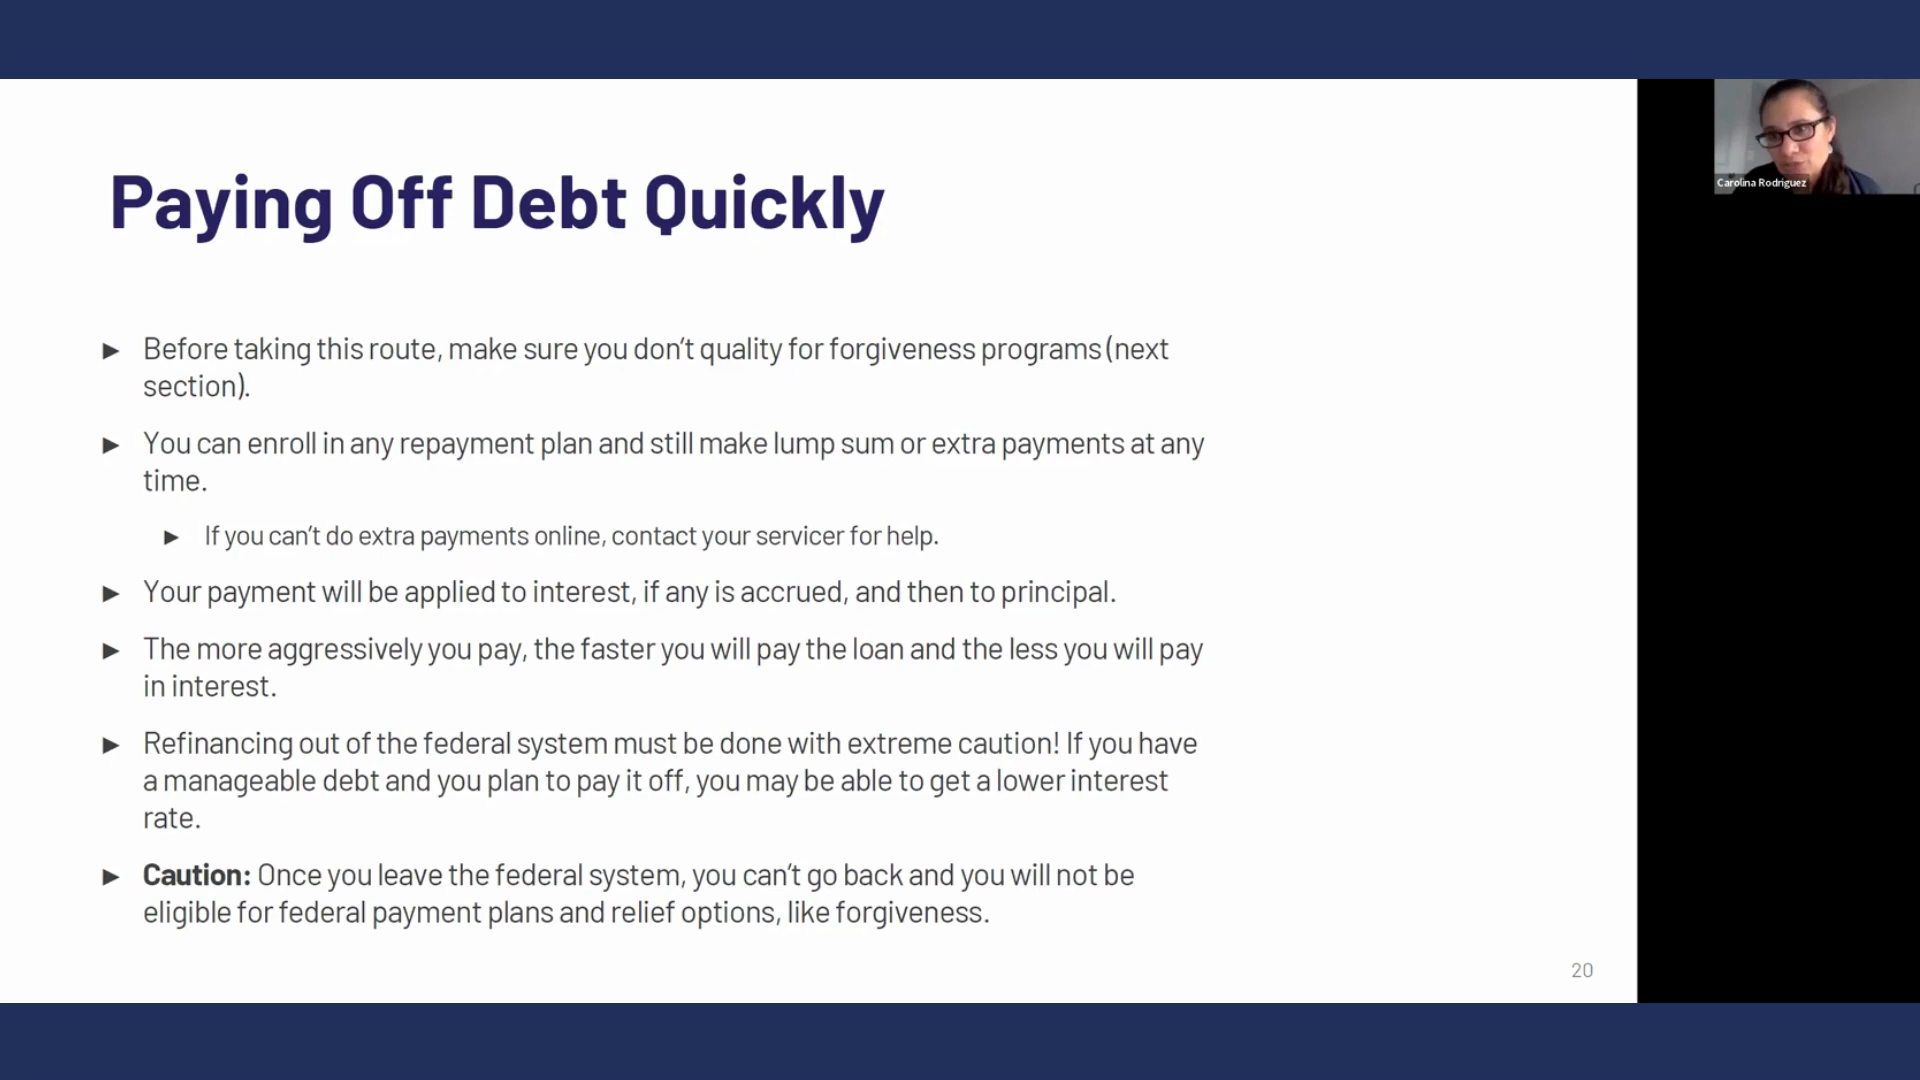 Paying Off Debt Quickly
► Before taking this route, make sure you don’t quality for forgiveness programs (next
section).
► You can enroll in any repayment plan and still make lump sum or extra payments at any
time.
► If you can’t do extra payments online, contact your servicer for help.
► Your payment will be applied to interest, if any is accrued, and then to principal.
► The more aggressively you pay, the faster you will pay the loan and the less you will pay
in interest.
► Refinancing out of the federal system must be done with extreme caution! If you have
a manageable debt and you plan to pay it off, you may be able to get a lower interest
rate.
► Caution: Once you leave the federal system, you can’t go back and you will not be
eligible for federal payment plans and relief options, like forgiveness.
20
Carolina Rodriguez